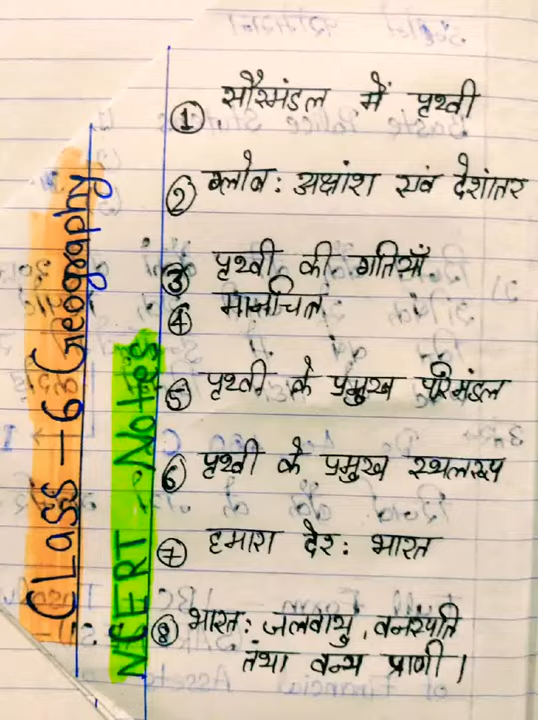 CLass - 6 Geography
NCERT - Notes
① सौरमंडल में पृथ्वी
② ग्लोब: अक्षांश एवं देशांतर
③ पृथ्वी की गतियाँ
④ मानचित्र
⑤ पृथ्वी के प्रमुख परिमंडल
⑥ पृथ्वी के प्रमुख स्थलरूप
⑦ हमारा देश: भारत
⑧ भारत: जलवायु, वनस्पति
तथा वन्य प्राणी।